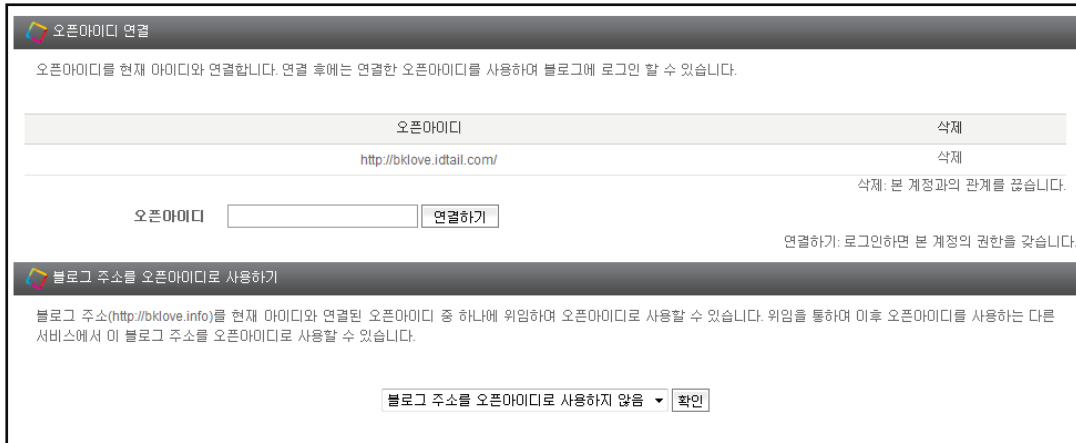 오픈아이디 연결
오픈아이디를 현재 아이디와 연결합니다. 연결 후에는 연결한 오픈아이디를 사용하여 블로그에 로그인 할 수 있습니다.
오픈아이디 삭제
http://bklove.idtail.com/ 삭제
삭제: 본 계정과의 관계를 끊습니다.
오픈아이디 연결하기
연결하기: 로그인하면 본 계정의 권한을 갖습니다.
블로그 주소를 오픈아이디로 사용하기
블로그 주소(http://bklove.info)를 현재 아이디와 연결된 오픈아이디 중 하나에 위임하여 오픈아이디로 사용할 수 있습니다. 위임을 통하여 이후 오픈아이디를 사용하는 다른
서비스에서 이 블로그 주소를 오픈아이디로 사용할 수 있습니다.
블로그 주소를 오픈아이디로 사용하지 않음 확인